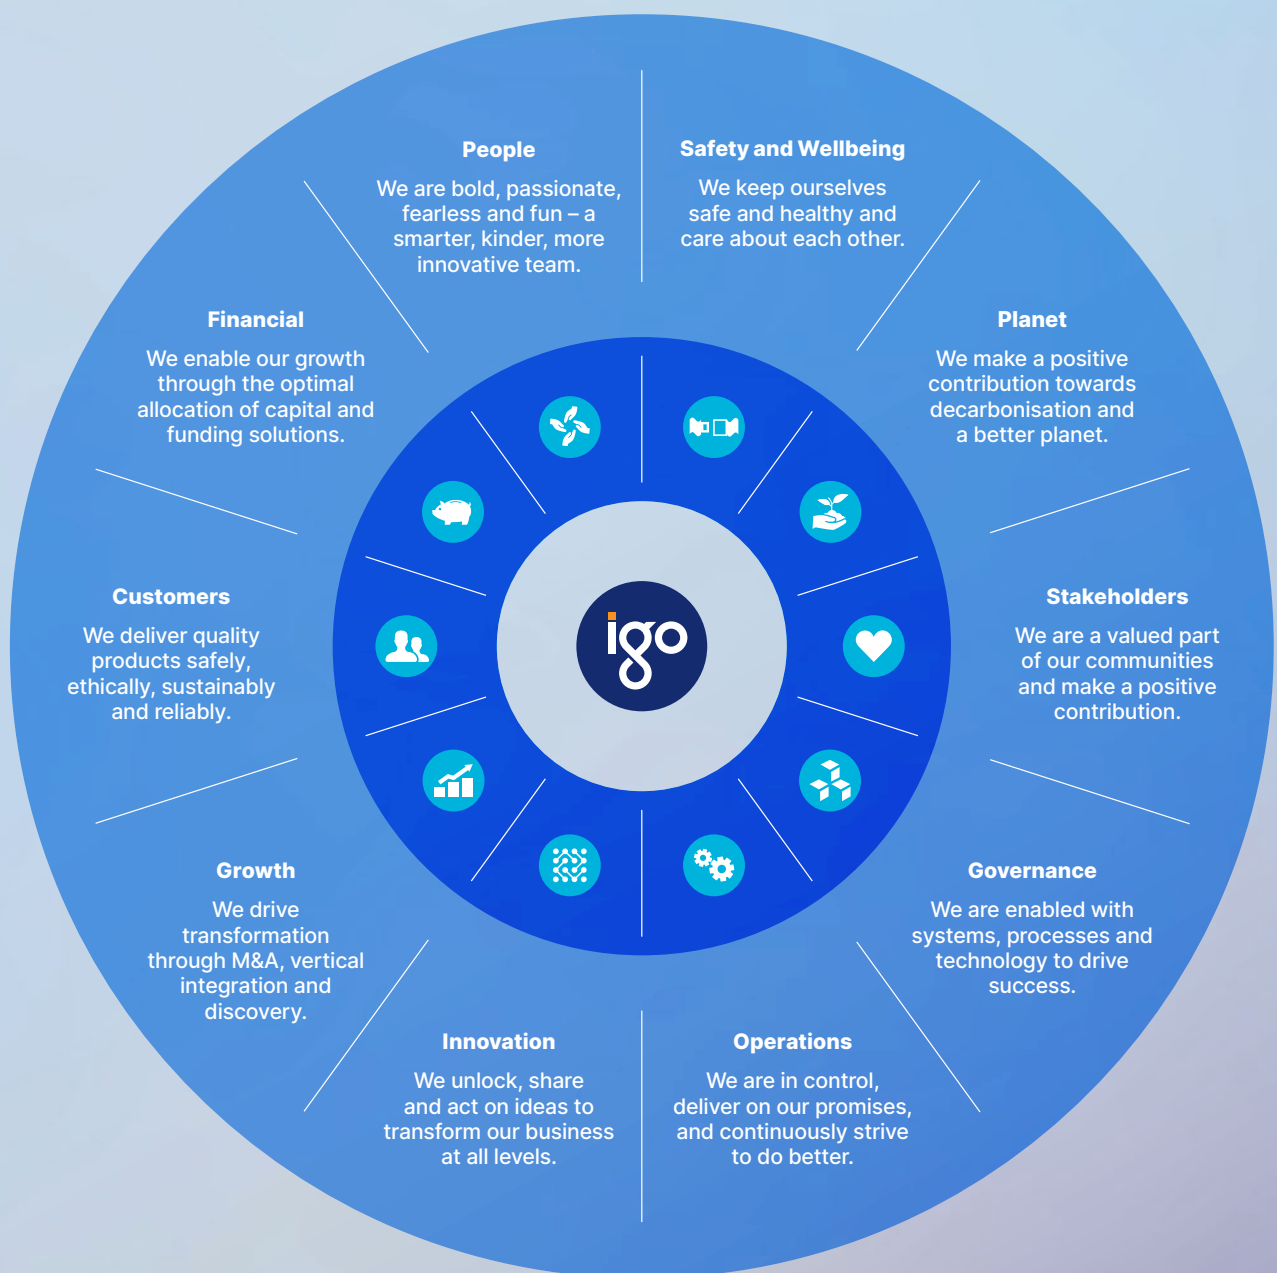 People
We are bold, passionate,
fearless and fun – a
smarter, kinder, more
innovative team.
Safety and Wellbeing
We keep ourselves
safe and healthy and
care about each other.
Financial
We enable our growth
through the optimal
allocation of capital and
funding solutions.
Planet
We make a positive
contribution towards
decarbonisation and
a better planet.
Customers
We deliver quality
products safely,
ethically, sustainably
and reliably.
igo
Stakeholders
We are a valued part
of our communities
and make a positive
contribution.
Growth
We drive
transformation
through M&A, vertical
integration and
discovery.
Governance
We are enabled with
systems, processes and
technology to drive
success.
Innovation
We unlock, share
and act on ideas to
transform our business
at all levels.
Operations
We are in control,
deliver on our promises,
and continuously strive
to do better.